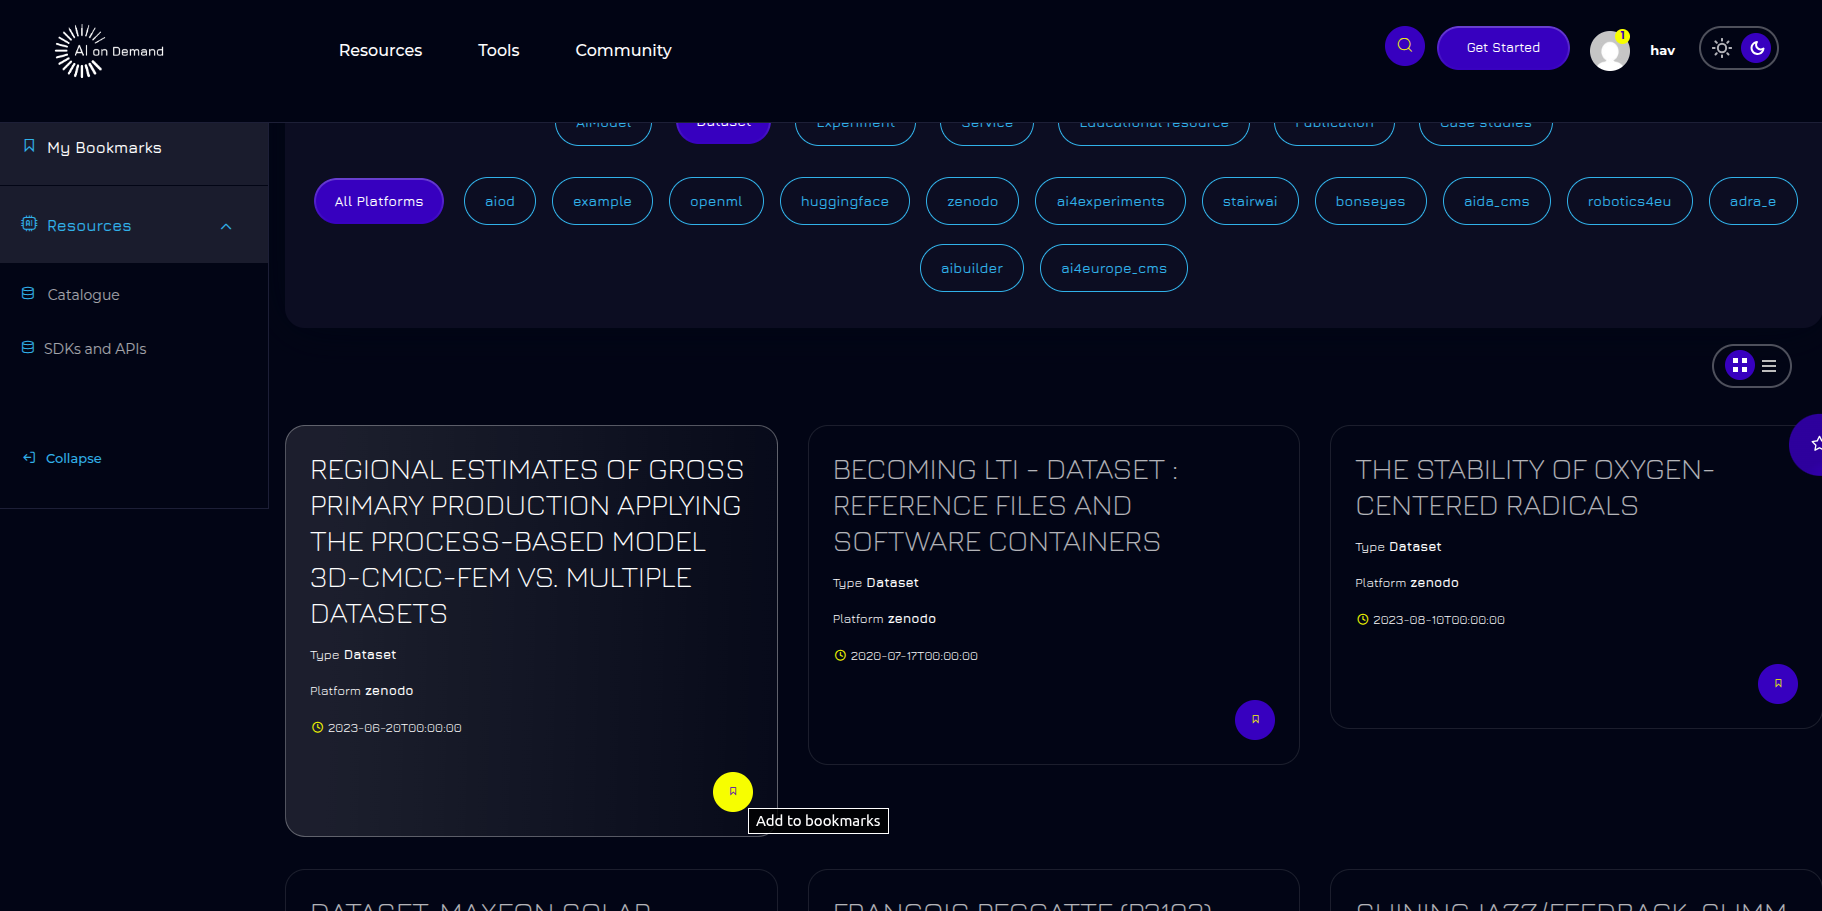 AI on Demand
Resources
Tools
Community
Get Started
1
hav
My Bookmarks
Resources
Catalogue
SDKs and APIs
Collapse
AIModel
Dataset
Experiment
Service
Educational resource
Publication
Case studies
All Platforms
aiod
example
openml
huggingface
zenodo
ai4experiments
stairwai
bonseyes
aida_cms
robotics4eu
adra_e
aibuilder
ai4europe_cms
REGIONAL ESTIMATES OF GROSS
PRIMARY PRODUCTION APPLYING
THE PROCESS-BASED MODEL
3D-CMCC-FEM VS. MULTIPLE
DATASETS
Type Dataset
Platform zenodo
2023-06-20T00:00:00
Add to bookmarks
BECOMING LTI - DATASET :
REFERENCE FILES AND
SOFTWARE CONTAINERS
Type Dataset
Platform zenodo
2020-07-17T00:00:00
THE STABILITY OF OXYGEN-
CENTERED RADICALS
Type Dataset
Platform zenodo
2023-08-10T00:00:00